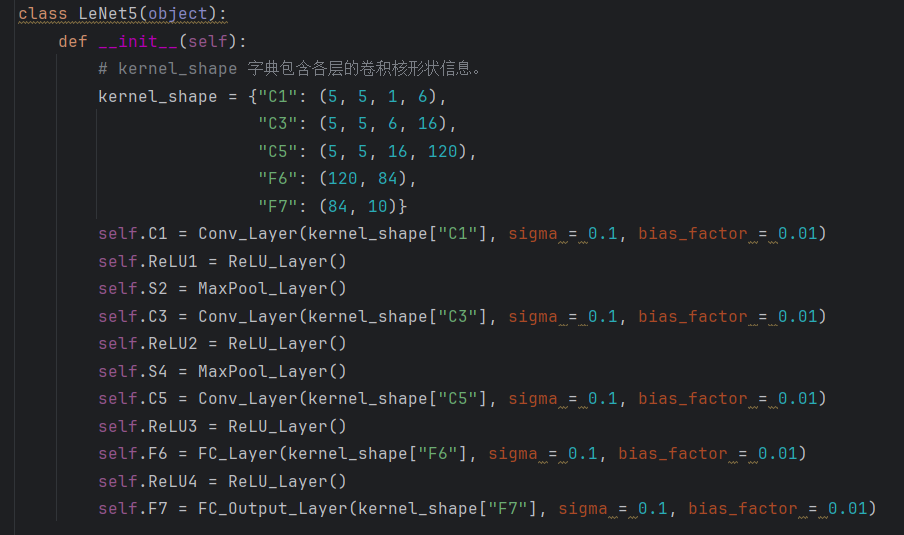 class LeNet5(object):
    def __init__(self):
        # kernel_shape 字典包含各层的卷积核形状信息。
        kernel_shape = {"C1": (5, 5, 1, 6),
                        "C3": (5, 5, 6, 16),
                        "C5": (5, 5, 16, 120),
                        "F6": (120, 84),
                        "F7": (84, 10)}
        self.C1 = Conv_Layer(kernel_shape["C1"], sigma = 0.1, bias_factor = 0.01)
        self.ReLU1 = ReLU_Layer()
        self.S2 = MaxPool_Layer()
        self.C3 = Conv_Layer(kernel_shape["C3"], sigma = 0.1, bias_factor = 0.01)
        self.ReLU2 = ReLU_Layer()
        self.S4 = MaxPool_Layer()
        self.C5 = Conv_Layer(kernel_shape["C5"], sigma = 0.1, bias_factor = 0.01)
        self.ReLU3 = ReLU_Layer()
        self.F6 = FC_Layer(kernel_shape["F6"], sigma = 0.1, bias_factor = 0.01)
        self.ReLU4 = ReLU_Layer()
        self.F7 = FC_Output_Layer(kernel_shape["F7"], sigma = 0.1, bias_factor = 0.01)